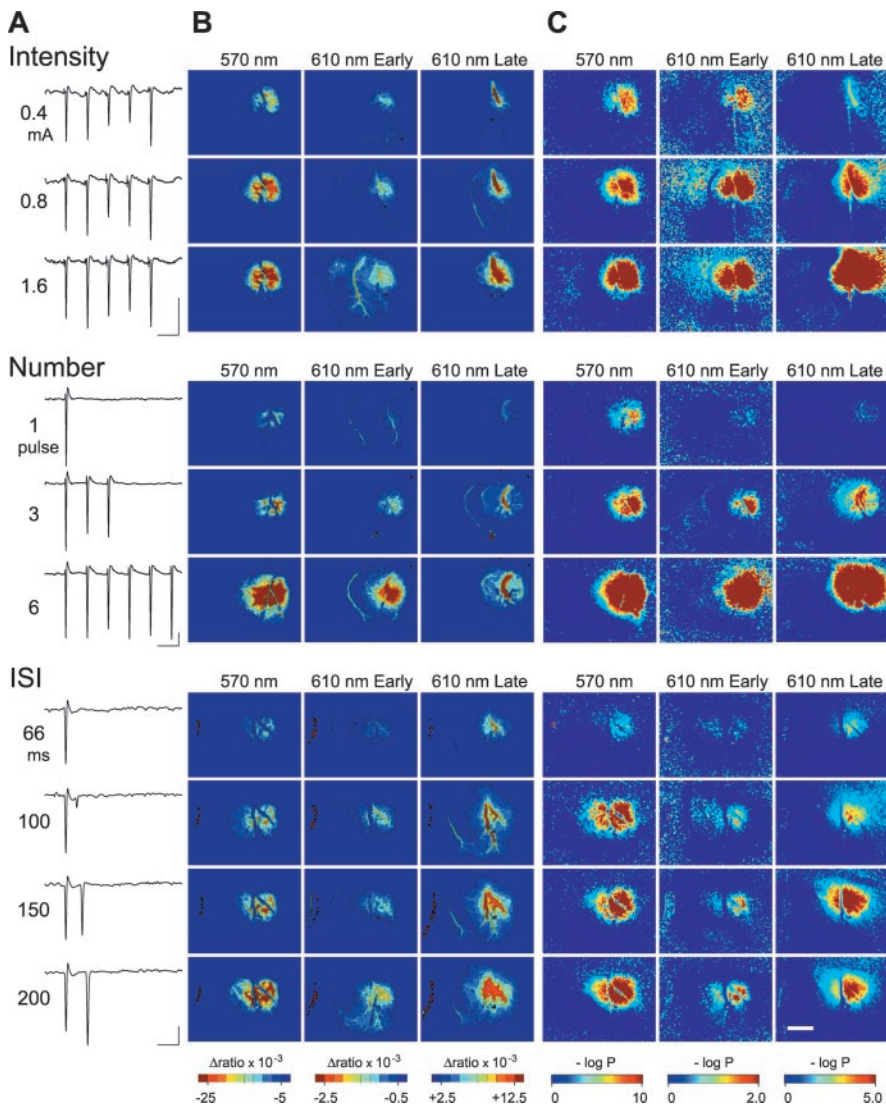 A B C
Intensity
570 nm 610 nm Early 610 nm Late 570 nm 610 nm Early 610 nm Late
0.4
mA
0.8
1.6
Number
570 nm 610 nm Early 610 nm Late 570 nm 610 nm Early 610 nm Late
1
pulse
3
6
ISI
570 nm 610 nm Early 610 nm Late 570 nm 610 nm Early 610 nm Late
66
ms
100
150
200
Δratio x 10-3 Δratio x 10-3 Δratio x 10-3 - log P - log P - log P
-25 -5 -2.5 -0.5 +2.5 +12.5 0 10 0 2.0 0 5.0